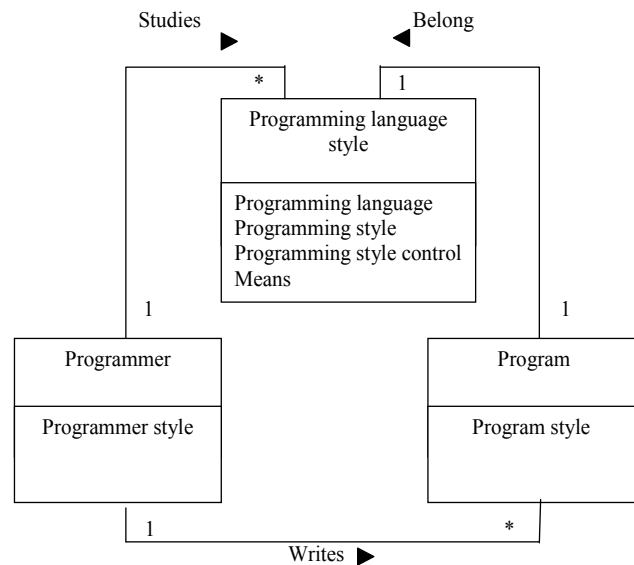 Studies
Belong
*
1
Programming language
style
Programming language
Programming style
Programming style control
Means
1
1
Programmer
Program
Programmer style
Program style
1
*
Writes